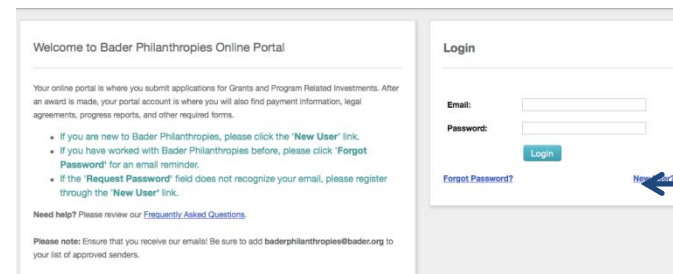 Welcome to Bader Philanthropies Online Portal
Your online portal is where you submit applications for Grants and Program Related Investments. After
an award is made, your portal account is where you will also find payment information, legal
agreements, progress reports, and other required forms.
• If you are new to Bader Philanthropies, please click the 'New User' link.
• If you have worked with Bader Philanthropies before, please click 'Forgot
Password' for an email reminder.
• If the 'Request Password' field does not recognize your email, please register
through the 'New User' link.
Need help? Please review our Frequently Asked Questions.
Please note: Ensure that you receive our emails! Be sure to add baderphilanthropies@bader.org to
your list of approved senders.
Login
Email:
Password:
Login
Forgot Password? New User?